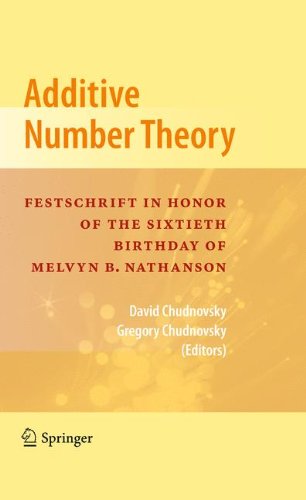 Additive
Number Theory
FESTSCHRIFT IN HONOR
OF THE SIXTIETH
BIRTHDAY OF
MELVYN B. NATHANSON
David Chudnovsky
Gregory Chudnovsky
(Editors)
Springer